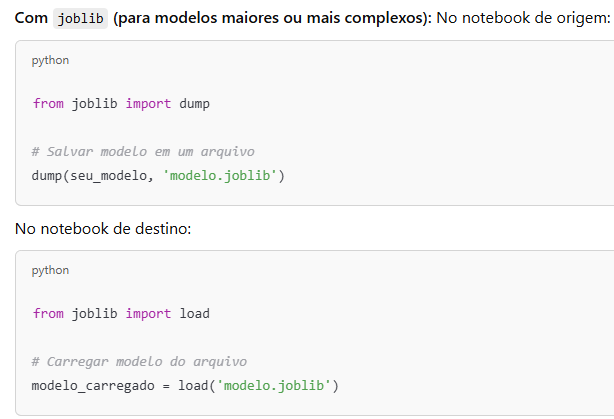 Com joblib (para modelos maiores ou mais complexos): No notebook de origem:
python
from joblib import dump
# Salvar modelo em um arquivo
dump(seu_modelo, 'modelo.joblib')
No notebook de destino:
python
from joblib import load
# Carregar modelo do arquivo
modelo_carregado = load('modelo.joblib')